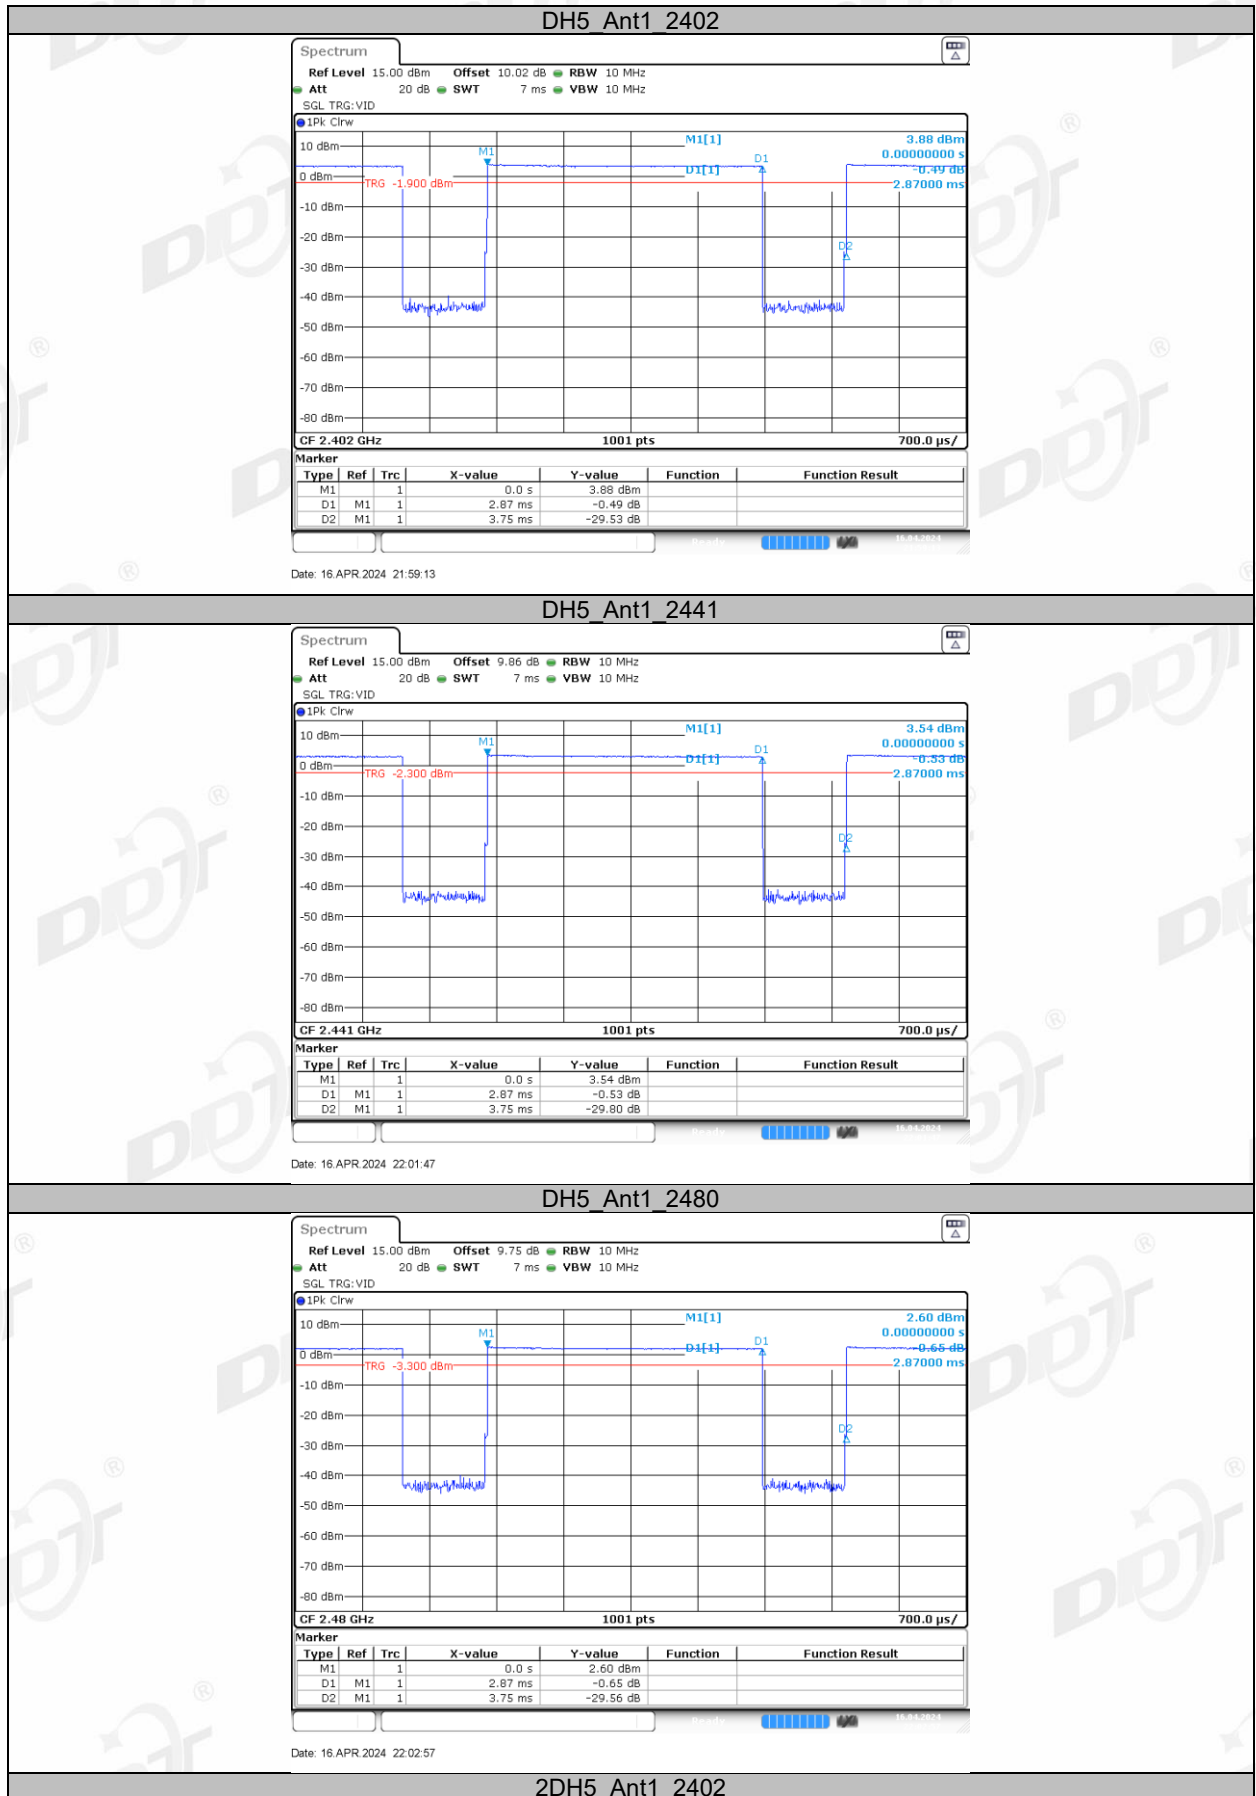 DH5_Ant1_2402
Spectrum
Ref Level 15.00 dBm Offset 10.02 dB RBW 10 MHz
Att 20 dB SWT 7 ms VBW 10 MHz
SGL TRG:VID
1Pk Clrw
M1[1] 3.88 dBm
0.00000000 s
D1[1] -0.49 dB
2.87000 ms
M1
D1
D2
TRG -1.900 dBm
10 dBm
0 dBm
-10 dBm
-20 dBm
-30 dBm
-40 dBm
-50 dBm
-60 dBm
-70 dBm
-80 dBm
CF 2.402 GHz 1001 pts 700.0 µs/
Marker
Type Ref Trc X-value Y-value Function Function Result
M1 1 0.0 s 3.88 dBm
D1 M1 1 2.87 ms -0.49 dB
D2 M1 1 3.75 ms -29.53 dB
Ready 16.04.2024
Date: 16.APR.2024 21:59:13
DH5_Ant1_2441
Spectrum
Ref Level 15.00 dBm Offset 9.86 dB RBW 10 MHz
Att 20 dB SWT 7 ms VBW 10 MHz
SGL TRG:VID
1Pk Clrw
M1[1] 3.54 dBm
0.00000000 s
D1[1] -0.53 dB
2.87000 ms
M1
D1
D2
TRG -2.300 dBm
10 dBm
0 dBm
-10 dBm
-20 dBm
-30 dBm
-40 dBm
-50 dBm
-60 dBm
-70 dBm
-80 dBm
CF 2.441 GHz 1001 pts 700.0 µs/
Marker
Type Ref Trc X-value Y-value Function Function Result
M1 1 0.0 s 3.54 dBm
D1 M1 1 2.87 ms -0.53 dB
D2 M1 1 3.75 ms -29.80 dB
Ready 16.04.2024
Date: 16.APR.2024 22:01:47
DH5_Ant1_2480
Spectrum
Ref Level 15.00 dBm Offset 9.75 dB RBW 10 MHz
Att 20 dB SWT 7 ms VBW 10 MHz
SGL TRG:VID
1Pk Clrw
M1[1] 2.60 dBm
0.00000000 s
D1[1] -0.65 dB
2.87000 ms
M1
D1
D2
TRG -3.300 dBm
10 dBm
0 dBm
-10 dBm
-20 dBm
-30 dBm
-40 dBm
-50 dBm
-60 dBm
-70 dBm
-80 dBm
CF 2.48 GHz 1001 pts 700.0 µs/
Marker
Type Ref Trc X-value Y-value Function Function Result
M1 1 0.0 s 2.60 dBm
D1 M1 1 2.87 ms -0.65 dB
D2 M1 1 3.75 ms -29.56 dB
Ready 16.04.2024
Date: 16.APR.2024 22:02:57
2DH5_Ant1_2402